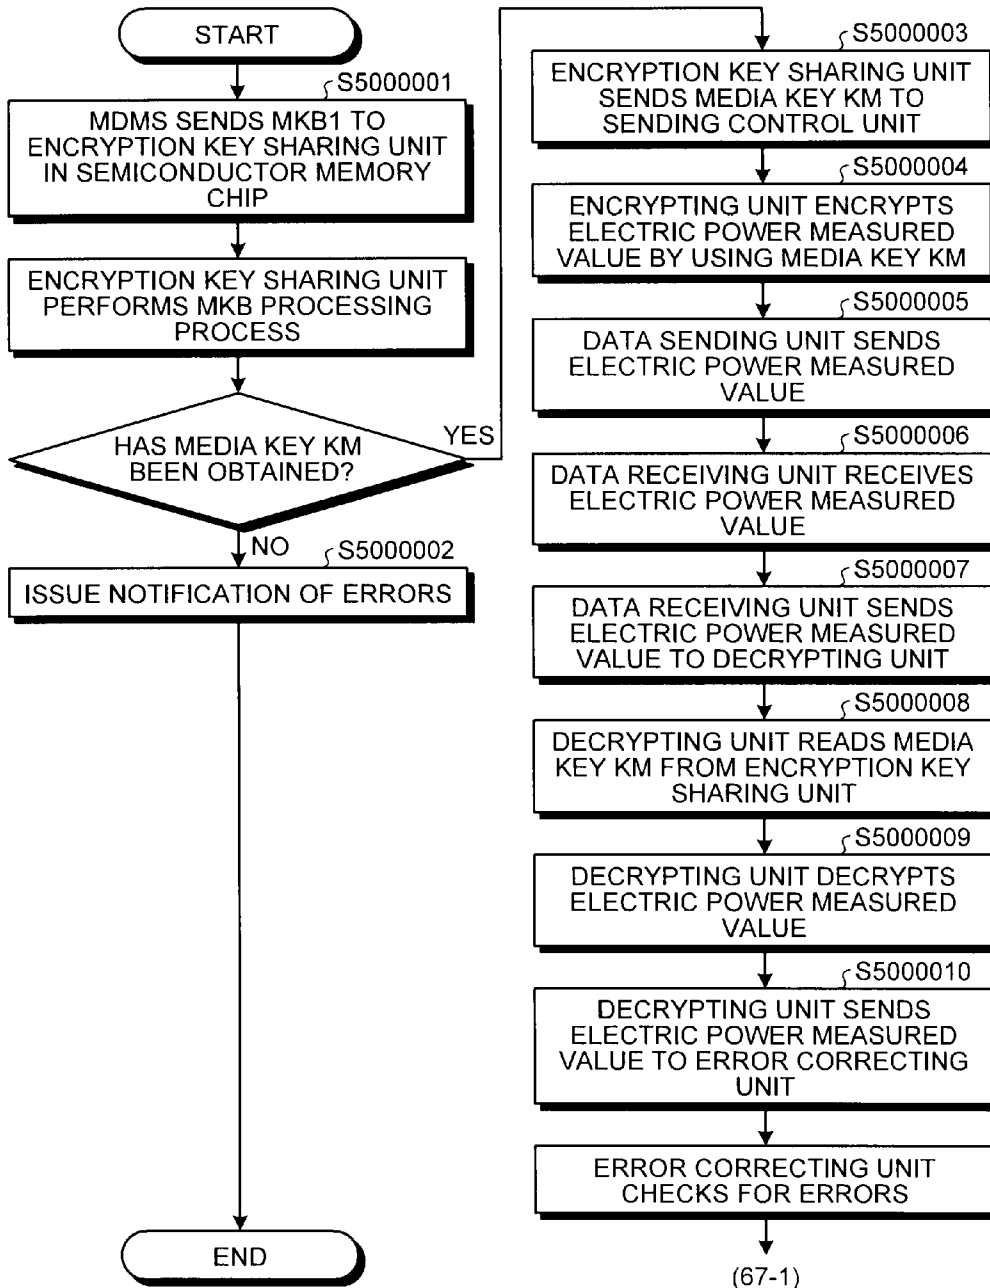 START
S5000001
MDMS SENDS MKB1 TO
ENCRYPTION KEY SHARING UNIT
IN SEMICONDUCTOR MEMORY
CHIP
ENCRYPTION KEY SHARING UNIT
PERFORMS MKB PROCESSING
PROCESS
HAS MEDIA KEY KM
BEEN OBTAINED?
YES
NO
S5000002
ISSUE NOTIFICATION OF ERRORS
END
S5000003
ENCRYPTION KEY SHARING UNIT
SENDS MEDIA KEY KM TO
SENDING CONTROL UNIT
S5000004
ENCRYPTING UNIT ENCRYPTS
ELECTRIC POWER MEASURED
VALUE BY USING MEDIA KEY KM
S5000005
DATA SENDING UNIT SENDS
ELECTRIC POWER MEASURED
VALUE
S5000006
DATA RECEIVING UNIT RECEIVES
ELECTRIC POWER MEASURED
VALUE
S5000007
DATA RECEIVING UNIT SENDS
ELECTRIC POWER MEASURED
VALUE TO DECRYPTING UNIT
S5000008
DECRYPTING UNIT READS MEDIA
KEY KM FROM ENCRYPTION KEY
SHARING UNIT
S5000009
DECRYPTING UNIT DECRYPTS
ELECTRIC POWER MEASURED
VALUE
S5000010
DECRYPTING UNIT SENDS
ELECTRIC POWER MEASURED
VALUE TO ERROR CORRECTING
UNIT
ERROR CORRECTING UNIT
CHECKS FOR ERRORS
(67-1)